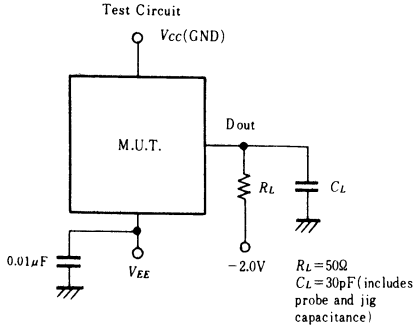 Test Circuit
Vcc(GND)
M.U.T.
Dout
RL
CL
0.01μF
VEE
−2.0V
RL=50Ω
CL=30pF(includes
probe and jig
capacitance)